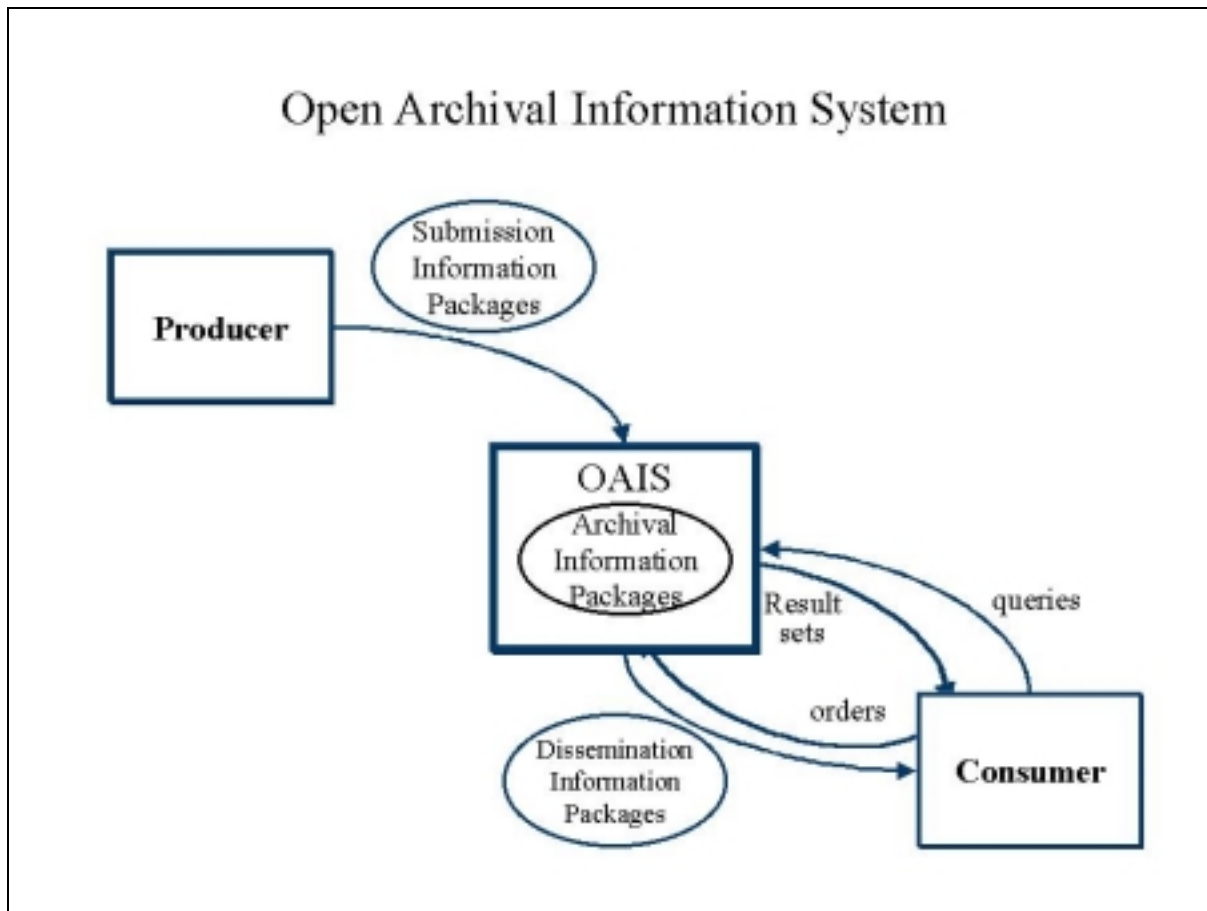 Open Archival Information System
Submission
Information
Packages
Producer
OAIS
Archival
Information
Packages
queries
Result
sets
orders
Dissemination
Information
Packages
Consumer